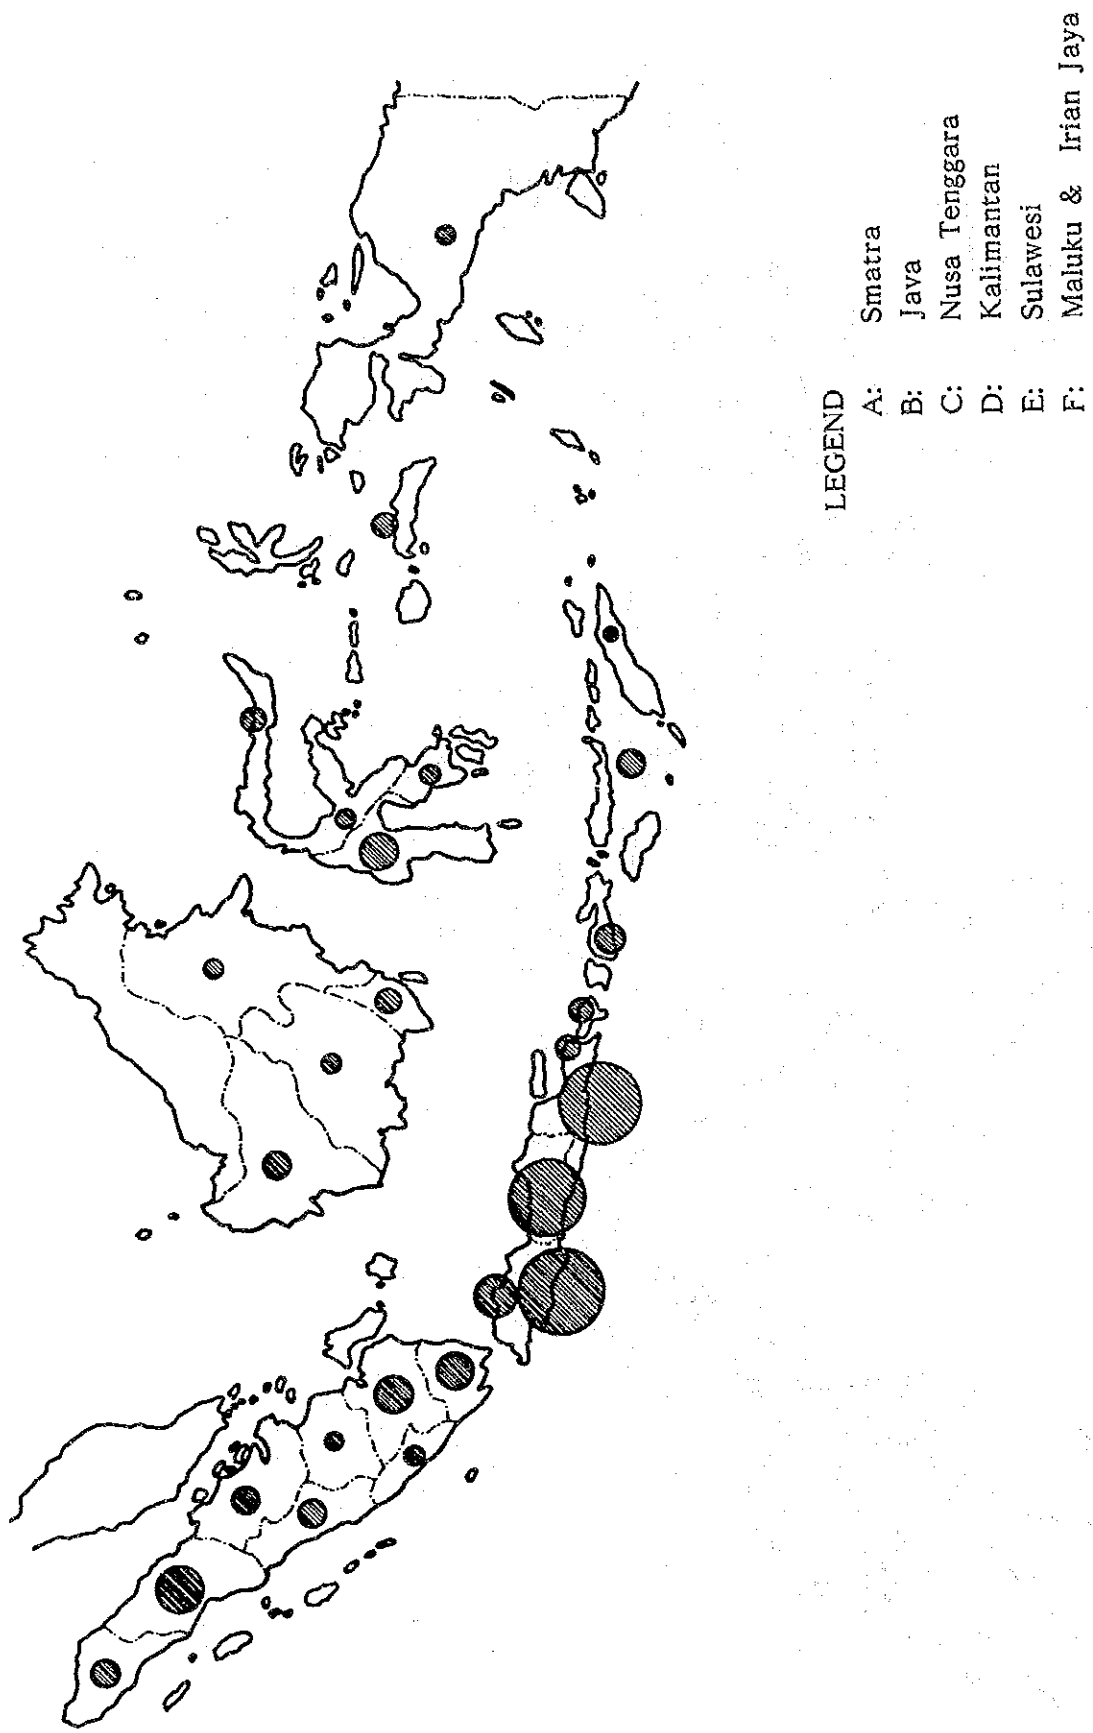 LEGEND
A: Smatra
B: Java
C: Nusa Tenggara
D: Kalimantan
E: Sulawesi
F: Maluku & Irian Jaya